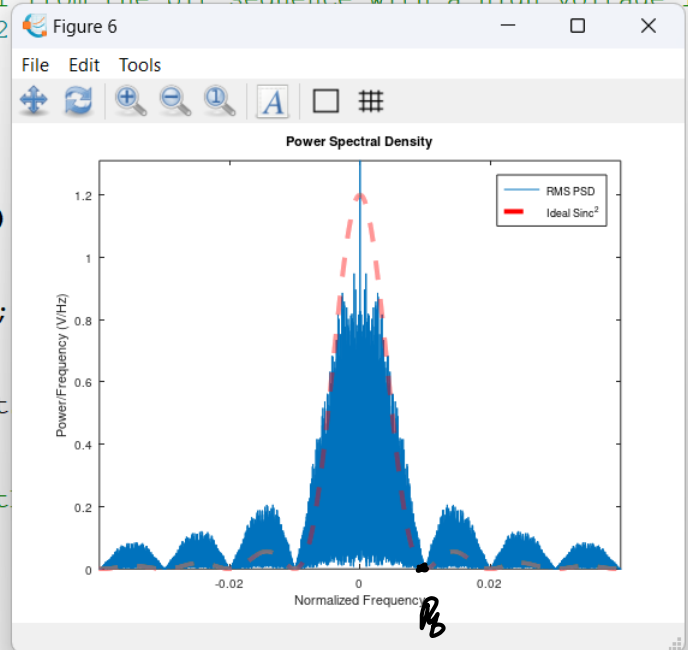 Figure 6
File Edit Tools
A
Power Spectral Density
RMS PSD
Ideal Sinc²
1.2
1
0.8
0.6
0.4
0.2
0
Power/Frequency (V/Hz)
-0.02 0 0.02
Normalized Frequency